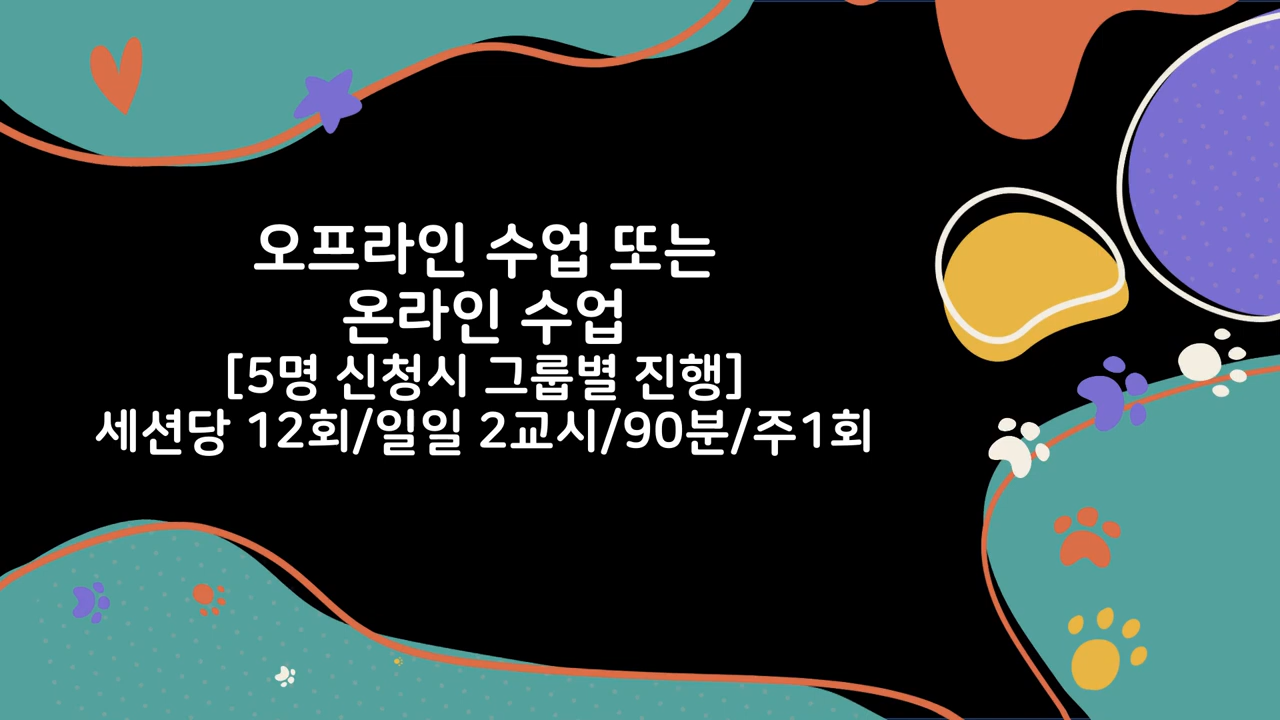 오프라인 수업 또는
온라인 수업
[5명 신청시 그룹별 진행]
세션당 12회/일일 2교시/90분/주1회